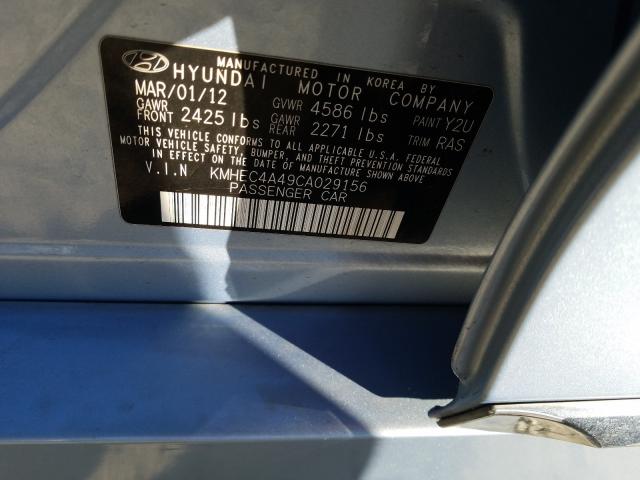 MANUFACTURED IN KOREA BY
HYUNDAI MOTOR COMPANY
MAR/01/12 GVWR 4586 lbs PAINT Y2U
GAWR FRONT 2425 lbs GAWR REAR 2271 lbs TRIM RAS
THIS VEHICLE CONFORMS TO ALL APPLICABLE U.S.A. FEDERAL
MOTOR VEHICLE SAFETY, BUMPER, AND THEFT PREVENTION STANDARDS
IN EFFECT ON THE DATE OF MANUFACTURE SHOWN ABOVE
V.I.N KMHEC4A49CA029156
PASSENGER CAR